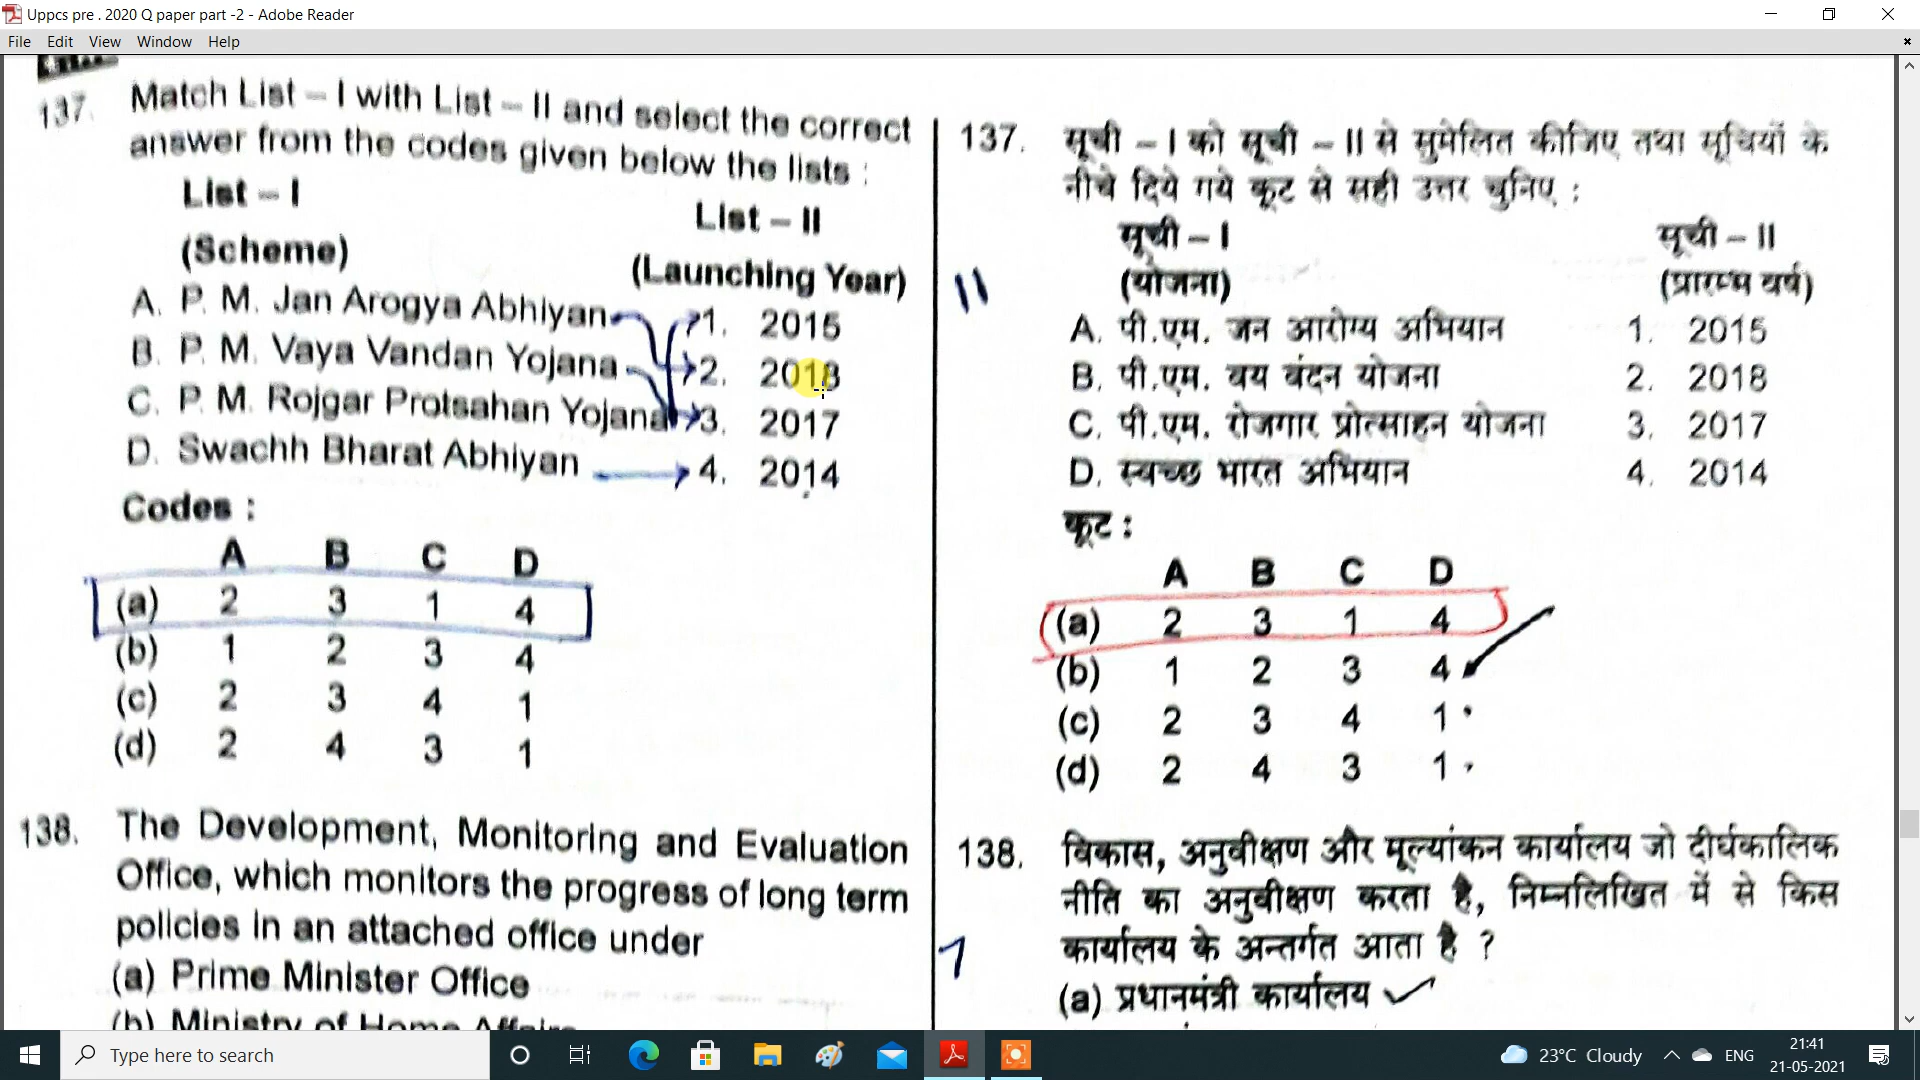 Uppcs pre . 2020 Q paper part -2 - Adobe Reader
File Edit View Window Help
137. Match List – I with List – II and select the correct
answer from the codes given below the lists :
List – I
List – II
(Scheme)
(Launching Year)
A. P. M. Jan Arogya Abhiyan 1. 2015
B. P. M. Vaya Vandan Yojana 2. 2018
C. P. M. Rojgar Protsahan Yojana 3. 2017
D. Swachh Bharat Abhiyan 4. 2014
Codes :
A B C D
(a) 2 3 1 4
(b) 1 2 3 4
(c) 2 3 4 1
(d) 2 4 3 1
138. The Development, Monitoring and Evaluation
Office, which monitors the progress of long term
policies in an attached office under
(a) Prime Minister Office
(b) Ministry of Home Affairs
137. सूची – I को सूची – II से सुमेलित कीजिए तथा सूचियों के
नीचे दिये गये कूट से सही उत्तर चुनिए :
सूची – I सूची – II
(योजना) (प्रारम्भ वर्ष)
A. पी.एम. जन आरोग्य अभियान 1. 2015
B. पी.एम. वय वंदन योजना 2. 2018
C. पी.एम. रोजगार प्रोत्साहन योजना 3. 2017
D. स्वच्छ भारत अभियान 4. 2014
कूट :
A B C D
(a) 2 3 1 4
(b) 1 2 3 4
(c) 2 3 4 1
(d) 2 4 3 1
138. विकास, अनुवीक्षण और मूल्यांकन कार्यालय जो दीर्घकालिक
नीति का अनुवीक्षण करता है, निम्नलिखित में से किस
कार्यालय के अन्तर्गत आता है ?
(a) प्रधानमंत्री कार्यालय
Type here to search
23°C Cloudy
ENG
21:41
21-05-2021